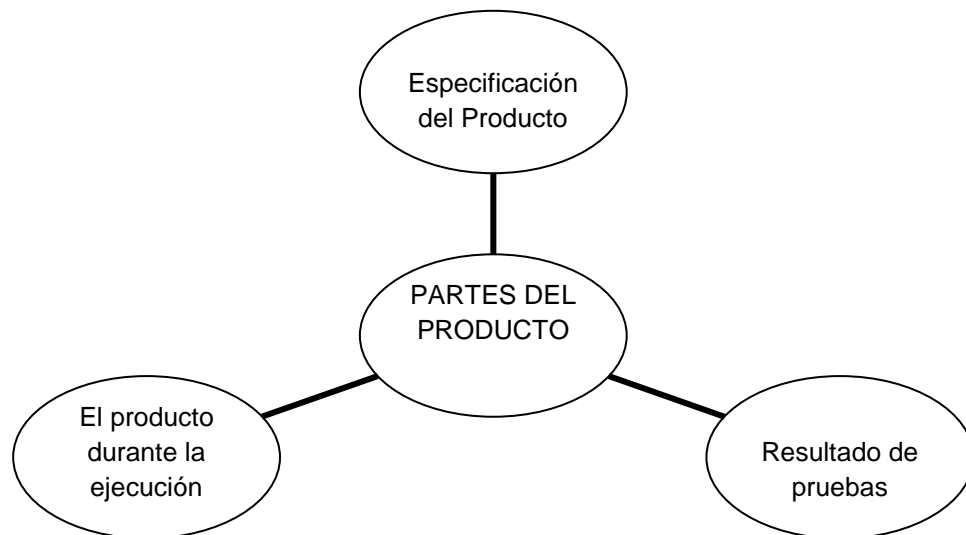 Especificación
del Producto
PARTES DEL
PRODUCTO
El producto
durante la
ejecución
Resultado de
pruebas